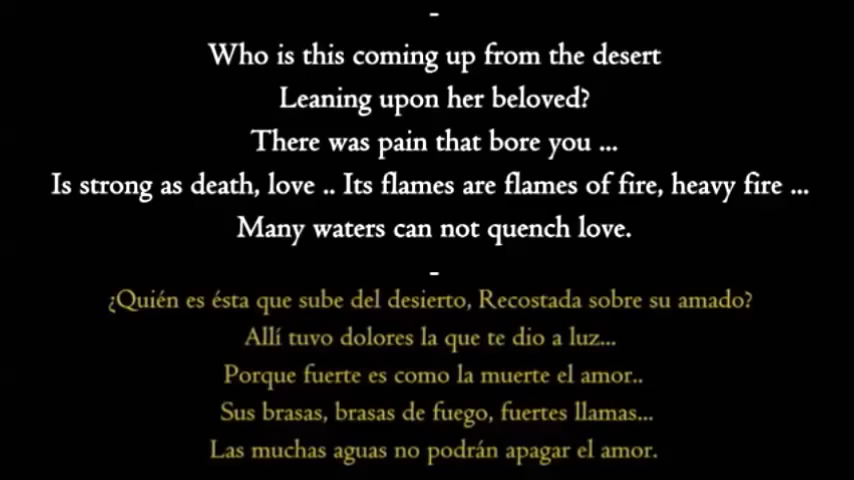 -
Who is this coming up from the desert
Leaning upon her beloved?
There was pain that bore you ...
Is strong as death, love .. Its flames are flames of fire, heavy fire ...
Many waters can not quench love.
-
¿Quién es ésta que sube del desierto, Recostada sobre su amado?
Allí tuvo dolores la que te dio a luz...
Porque fuerte es como la muerte el amor..
Sus brasas, brasas de fuego, fuertes llamas...
Las muchas aguas no podrán apagar el amor.